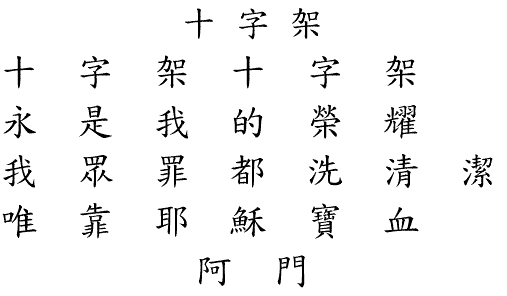 十字架
十字架十字架
永是我的榮耀
我眾罪都洗清潔
唯靠耶穌寶血
阿門